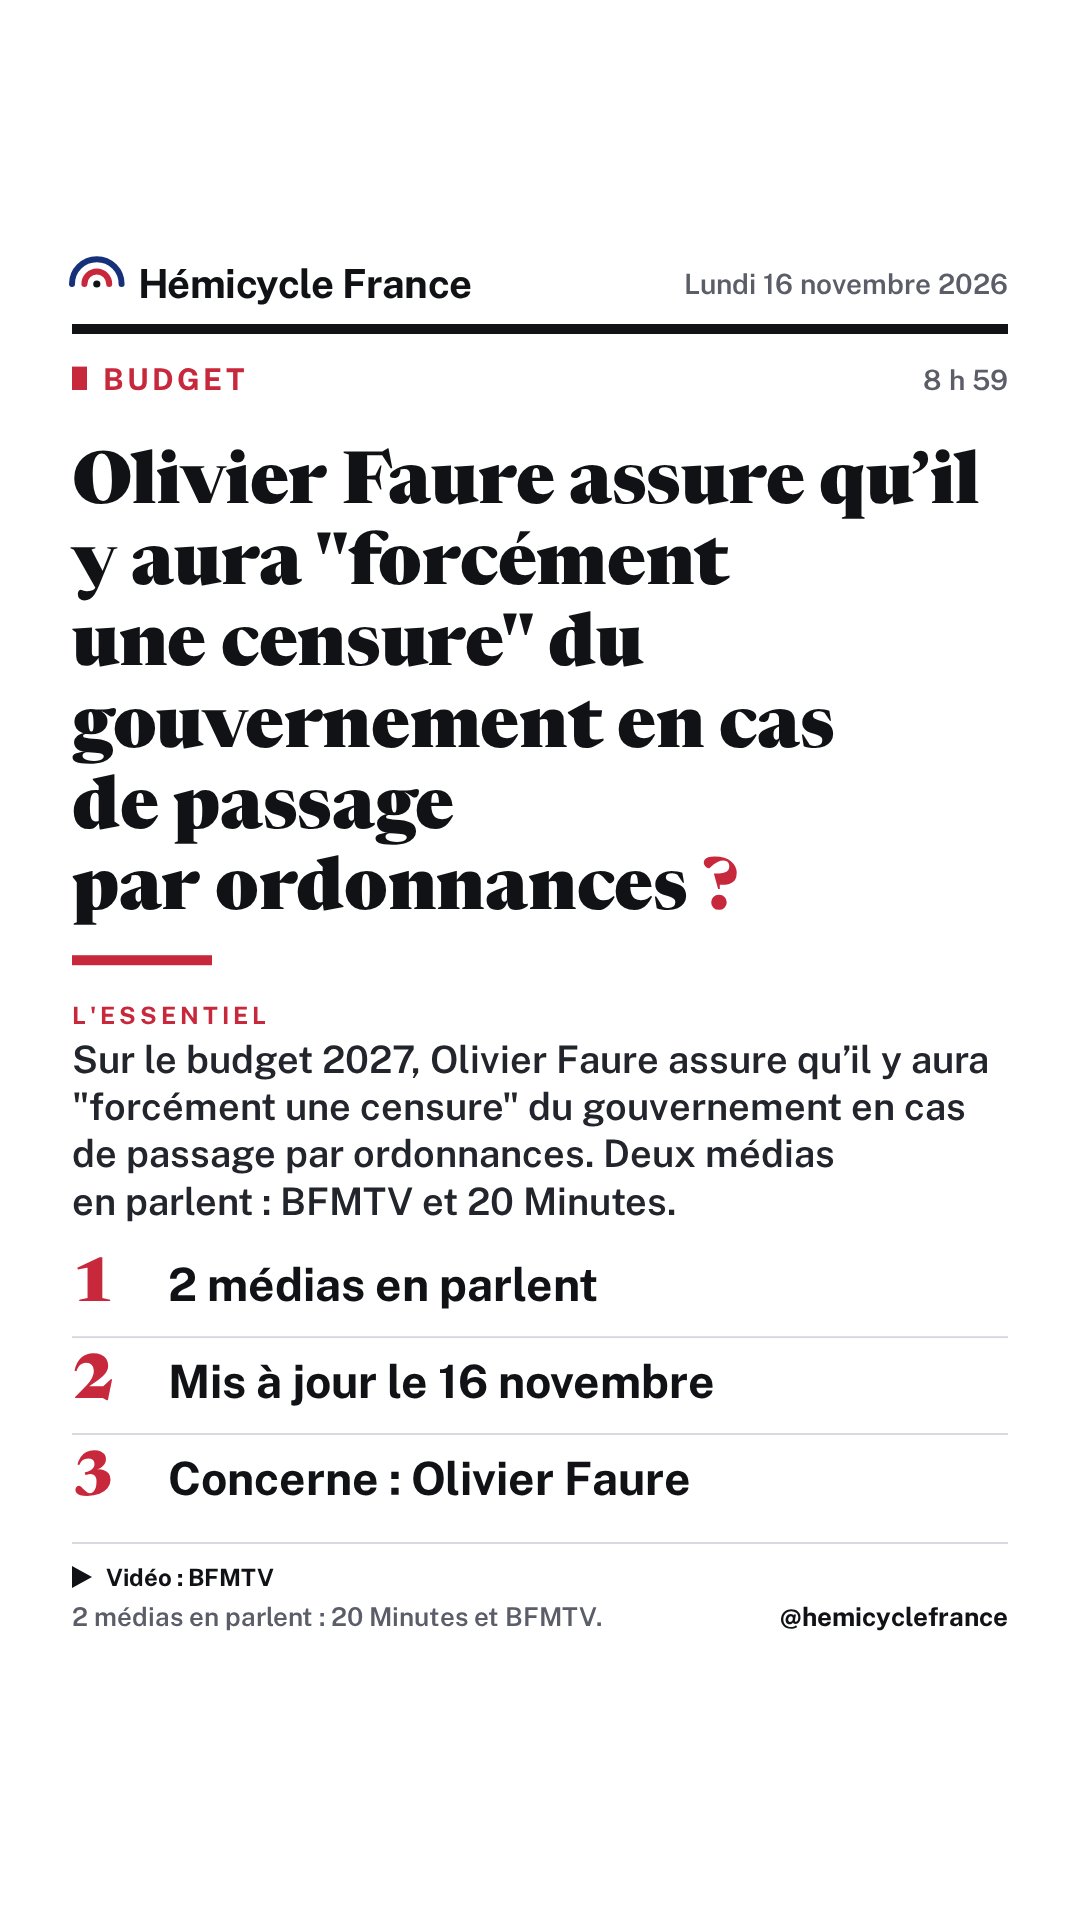 Hémicycle France
Lundi 16 novembre 2026
BUDGET
8 h 59
Olivier Faure assure qu’il
y aura "forcément
une censure" du
gouvernement en cas
de passage
par ordonnances ?
L'ESSENTIEL
Sur le budget 2027, Olivier Faure assure qu’il y aura
"forcément une censure" du gouvernement en cas
de passage par ordonnances. Deux médias
en parlent : BFMTV et 20 Minutes.
1 2 médias en parlent
2 Mis à jour le 16 novembre
3 Concerne : Olivier Faure
Vidéo : BFMTV
2 médias en parlent : 20 Minutes et BFMTV.
@hemicyclefrance